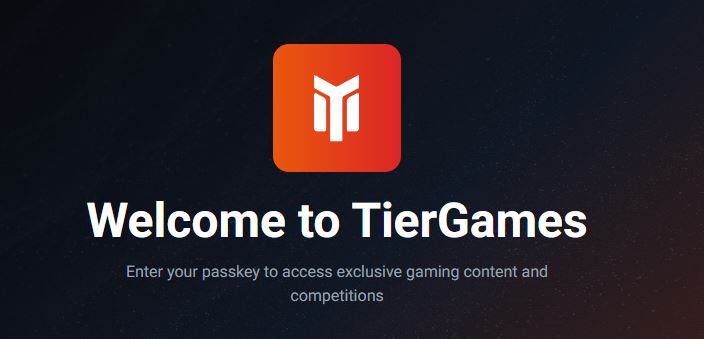 Welcome to TierGames
Enter your passkey to access exclusive gaming content and
competitions